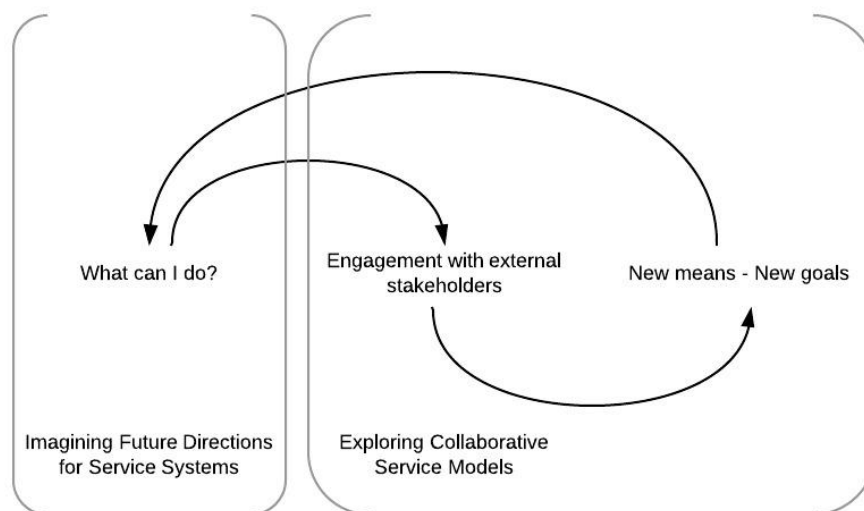 What can I do?
Engagement with external
stakeholders
New means - New goals
Imagining Future Directions
for Service Systems
Exploring Collaborative
Service Models